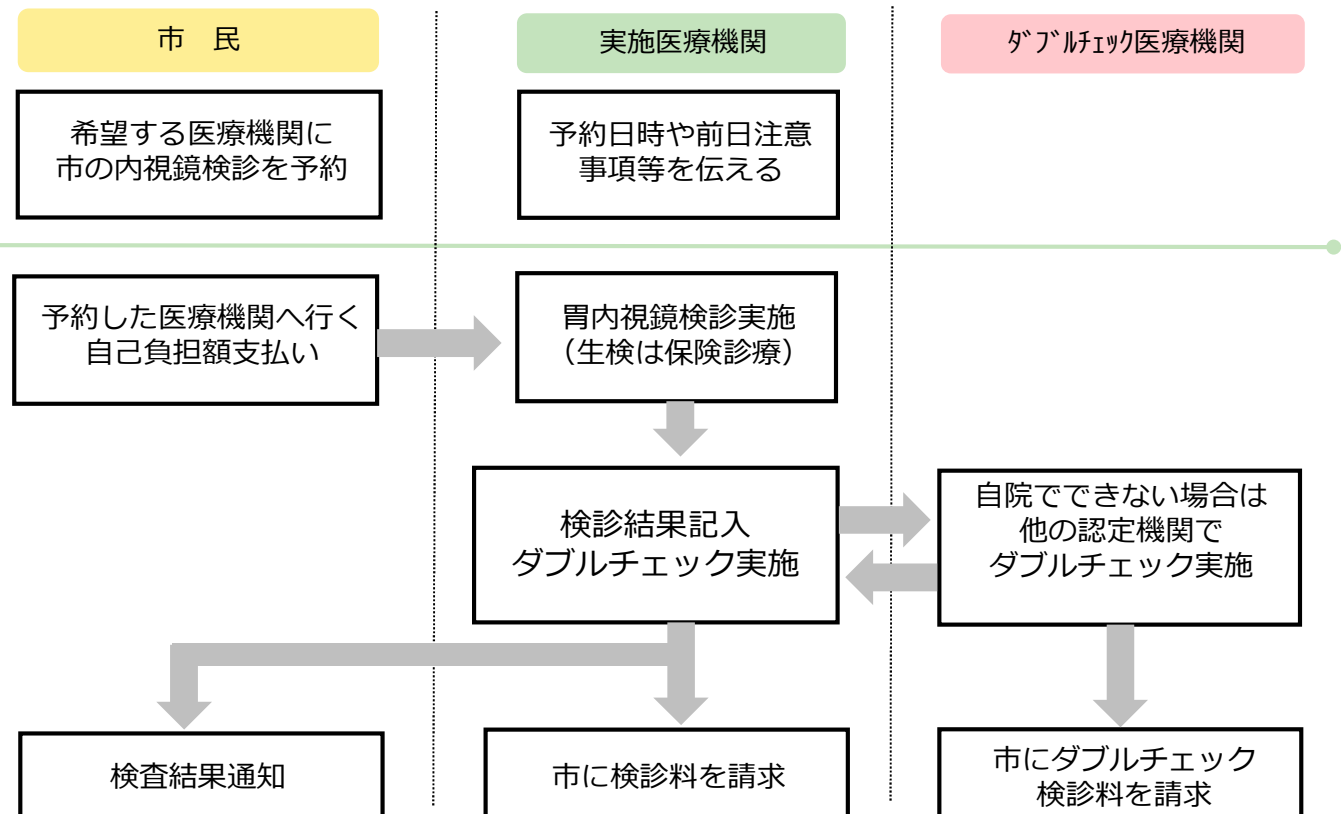 市　民
実施医療機関
ﾀﾞﾌﾞﾙﾁｪｯｸ医療機関
希望する医療機関に
市の内視鏡検診を予約
予約日時や前日注意
事項等を伝える
予約した医療機関へ行く
自己負担額支払い
胃内視鏡検診実施
（生検は保険診療）
検診結果記入
ダブルチェック実施
自院でできない場合は
他の認定機関で
ダブルチェック実施
検査結果通知
市に検診料を請求
市にダブルチェック
検診料を請求